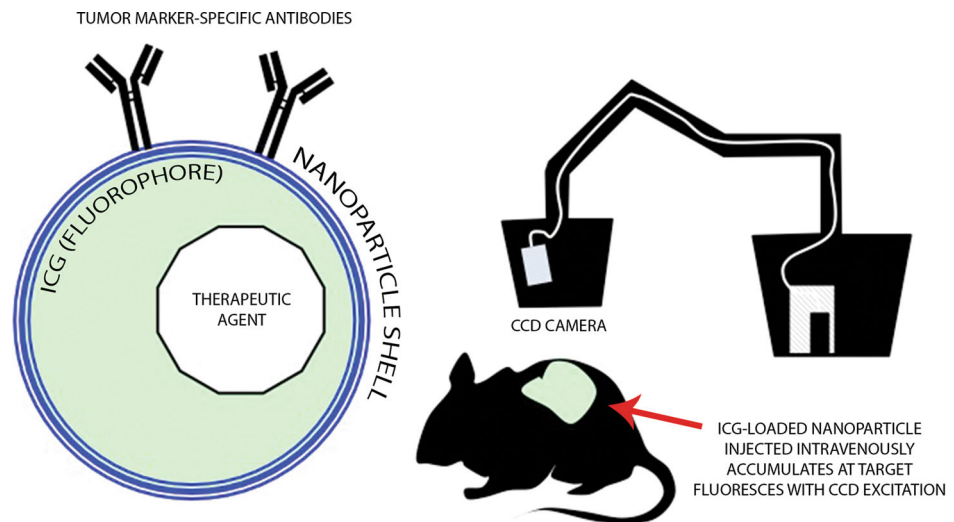 TUMOR MARKER-SPECIFIC ANTIBODIES
ICG (FLUOROPHORE)
NANOPARTICLE SHELL
THERAPEUTIC
AGENT
CCD CAMERA
ICG-LOADED NANOPARTICLE
INJECTED INTRAVENOUSLY
ACCUMULATES AT TARGET
FLUORESCES WITH CCD EXCITATION